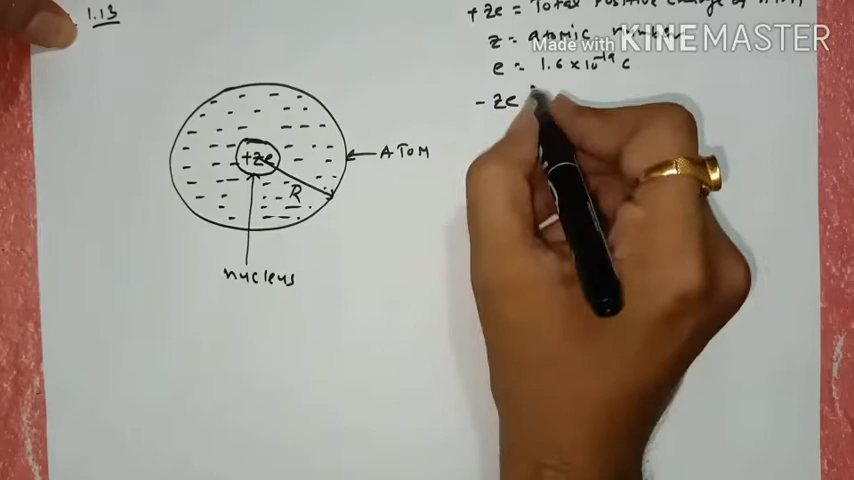 1.13
+ze = Total Positive charge of ATOM
z = atomic number
Made with KINEMASTER
e = 1.6 x 10⁻¹⁹ C
- ze
+ze
R
ATOM
nucleus